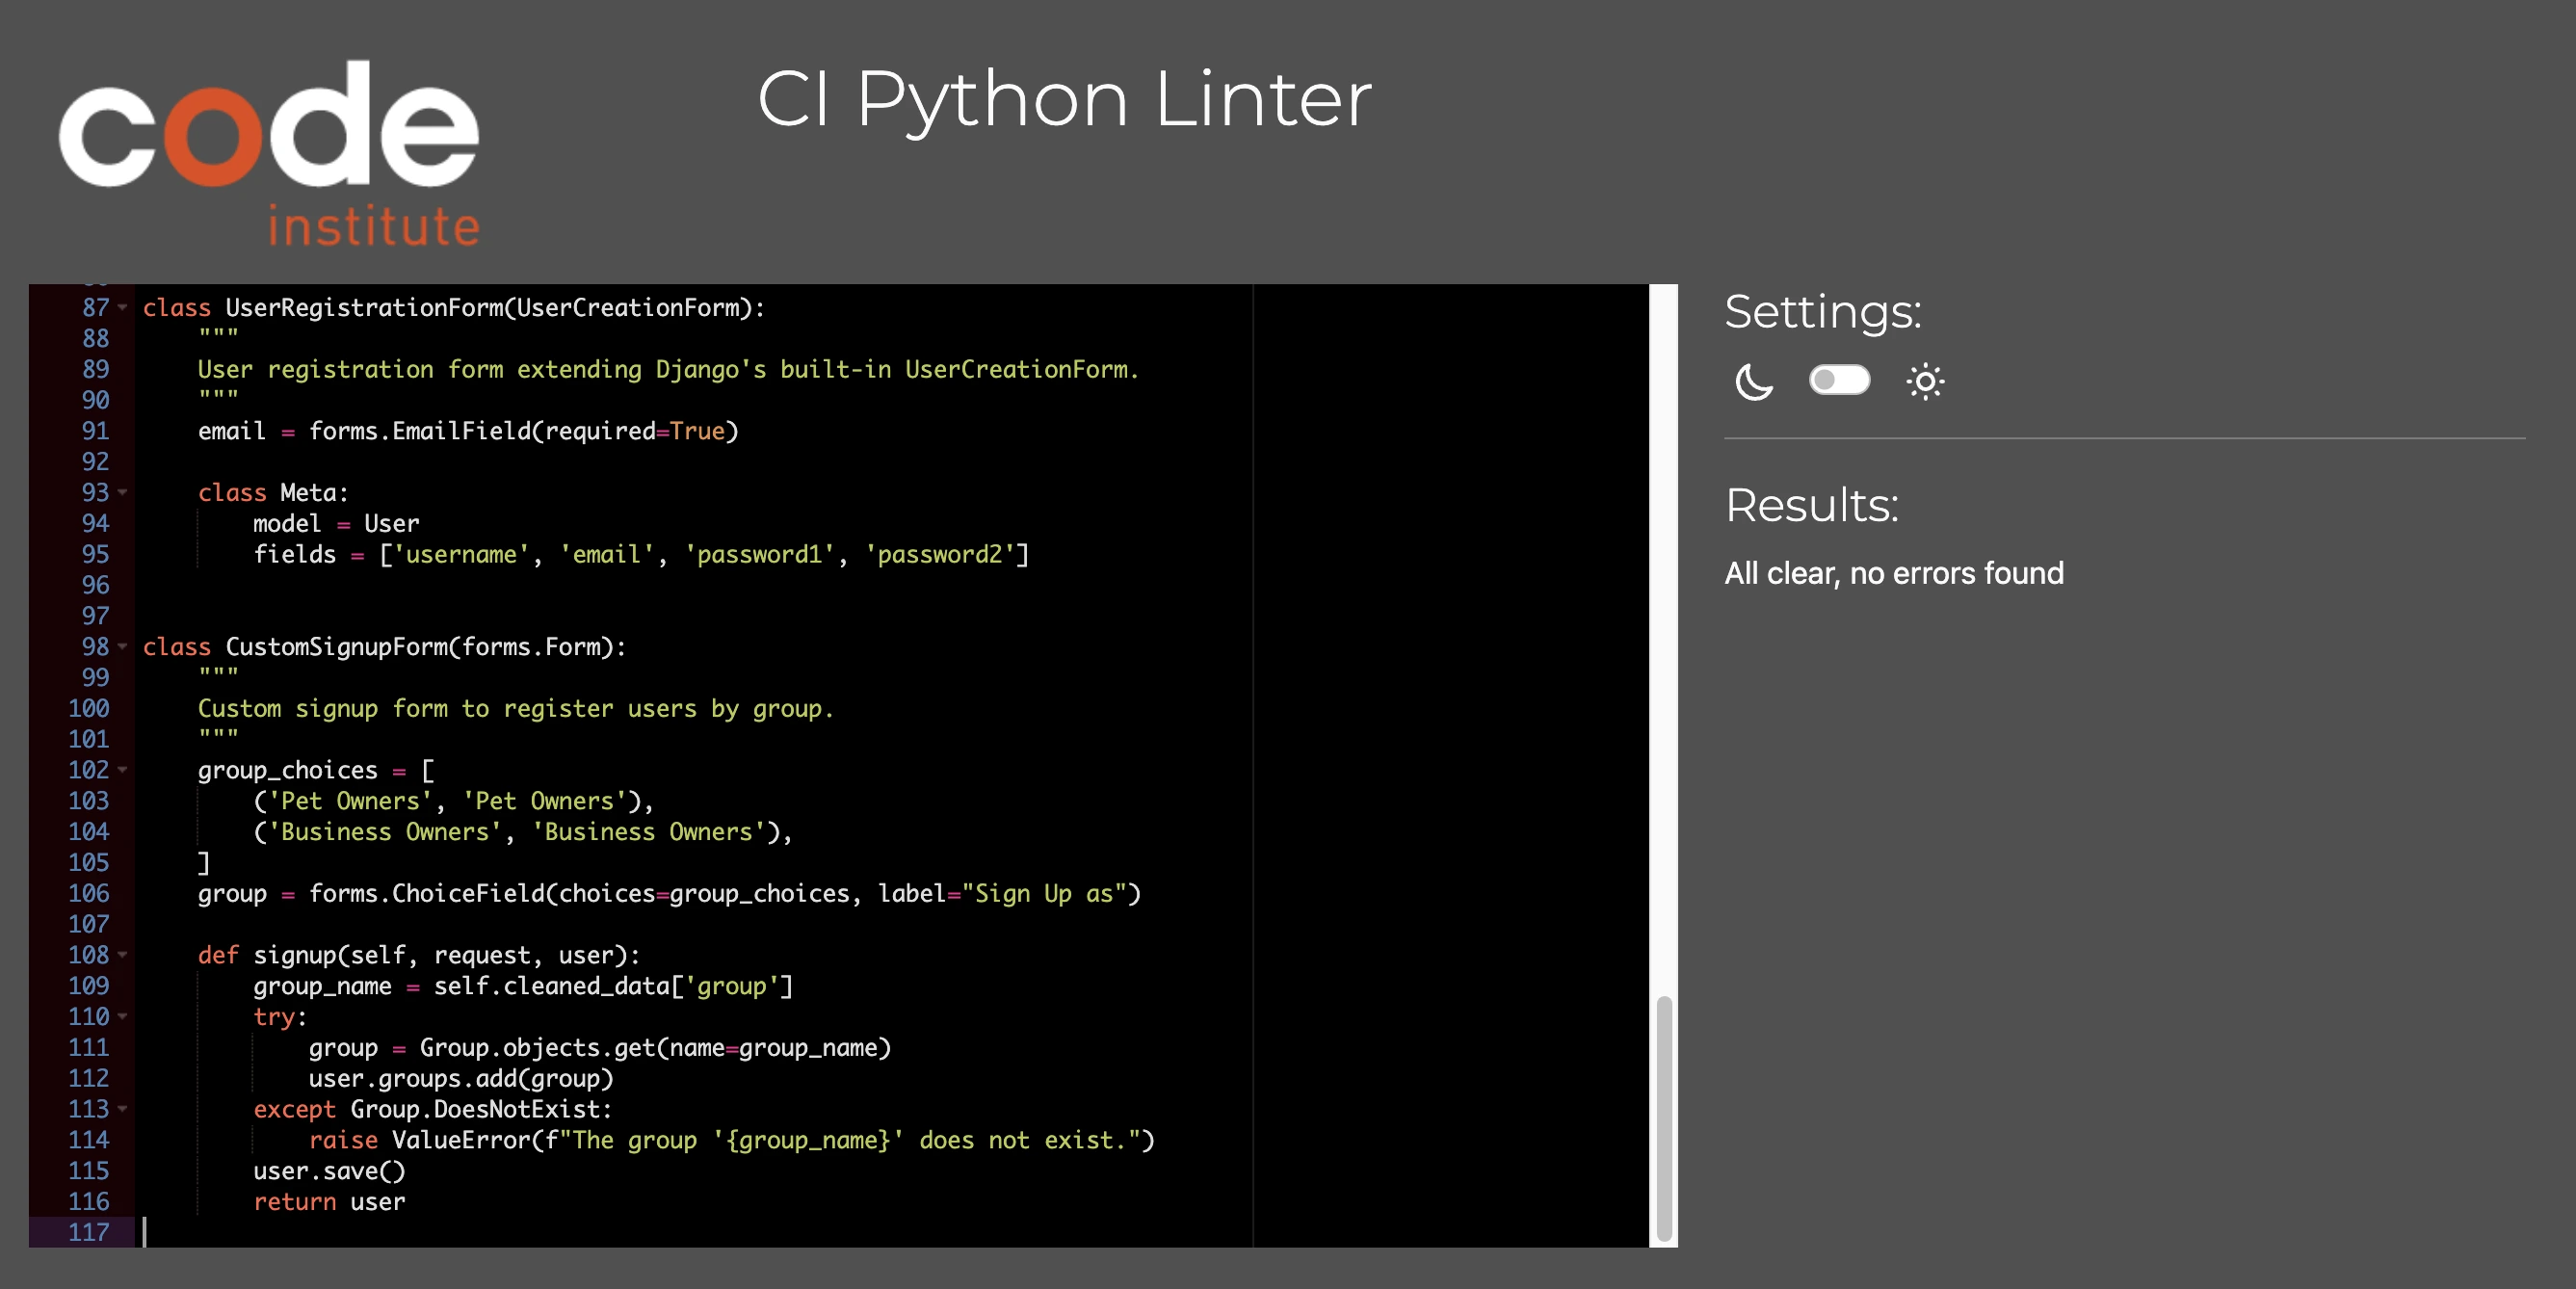 code
institute
CI Python Linter
87 class UserRegistrationForm(UserCreationForm):
88     """
89     User registration form extending Django's built-in UserCreationForm.
90     """
91     email = forms.EmailField(required=True)
92
93     class Meta:
94         model = User
95         fields = ['username', 'email', 'password1', 'password2']
96
97
98 class CustomSignupForm(forms.Form):
99     """
100     Custom signup form to register users by group.
101     """
102     group_choices = [
103         ('Pet Owners', 'Pet Owners'),
104         ('Business Owners', 'Business Owners'),
105     ]
106     group = forms.ChoiceField(choices=group_choices, label="Sign Up as")
107
108     def signup(self, request, user):
109         group_name = self.cleaned_data['group']
110         try:
111             group = Group.objects.get(name=group_name)
112             user.groups.add(group)
113         except Group.DoesNotExist:
114             raise ValueError(f"The group '{group_name}' does not exist.")
115         user.save()
116         return user
117
Settings:
Results:
All clear, no errors found